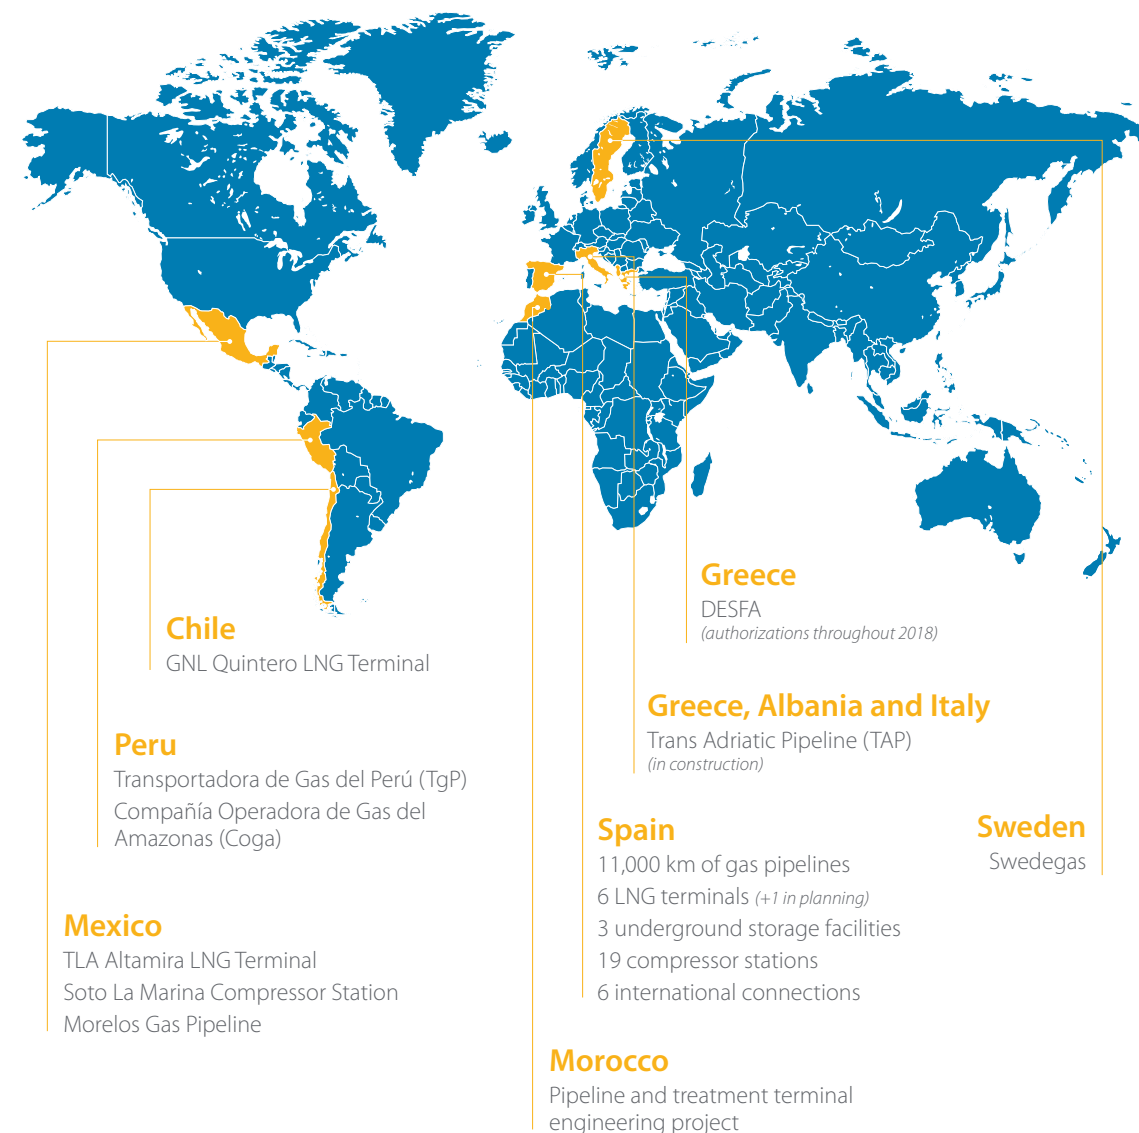 Greece
DESFA
(authorizations throughout 2018)
Chile
GNL Quintero LNG Terminal
Greece, Albania and Italy
Trans Adriatic Pipeline (TAP)
(in construction)
Peru
Transportadora de Gas del Perú (TgP)
Compañía Operadora de Gas del
Amazonas (Coga)
Spain
11,000 km of gas pipelines
6 LNG terminals (+1 in planning)
3 underground storage facilities
19 compressor stations
6 international connections
Sweden
Swedegas
Mexico
TLA Altamira LNG Terminal
Soto La Marina Compressor Station
Morelos Gas Pipeline
Morocco
Pipeline and treatment terminal
engineering project